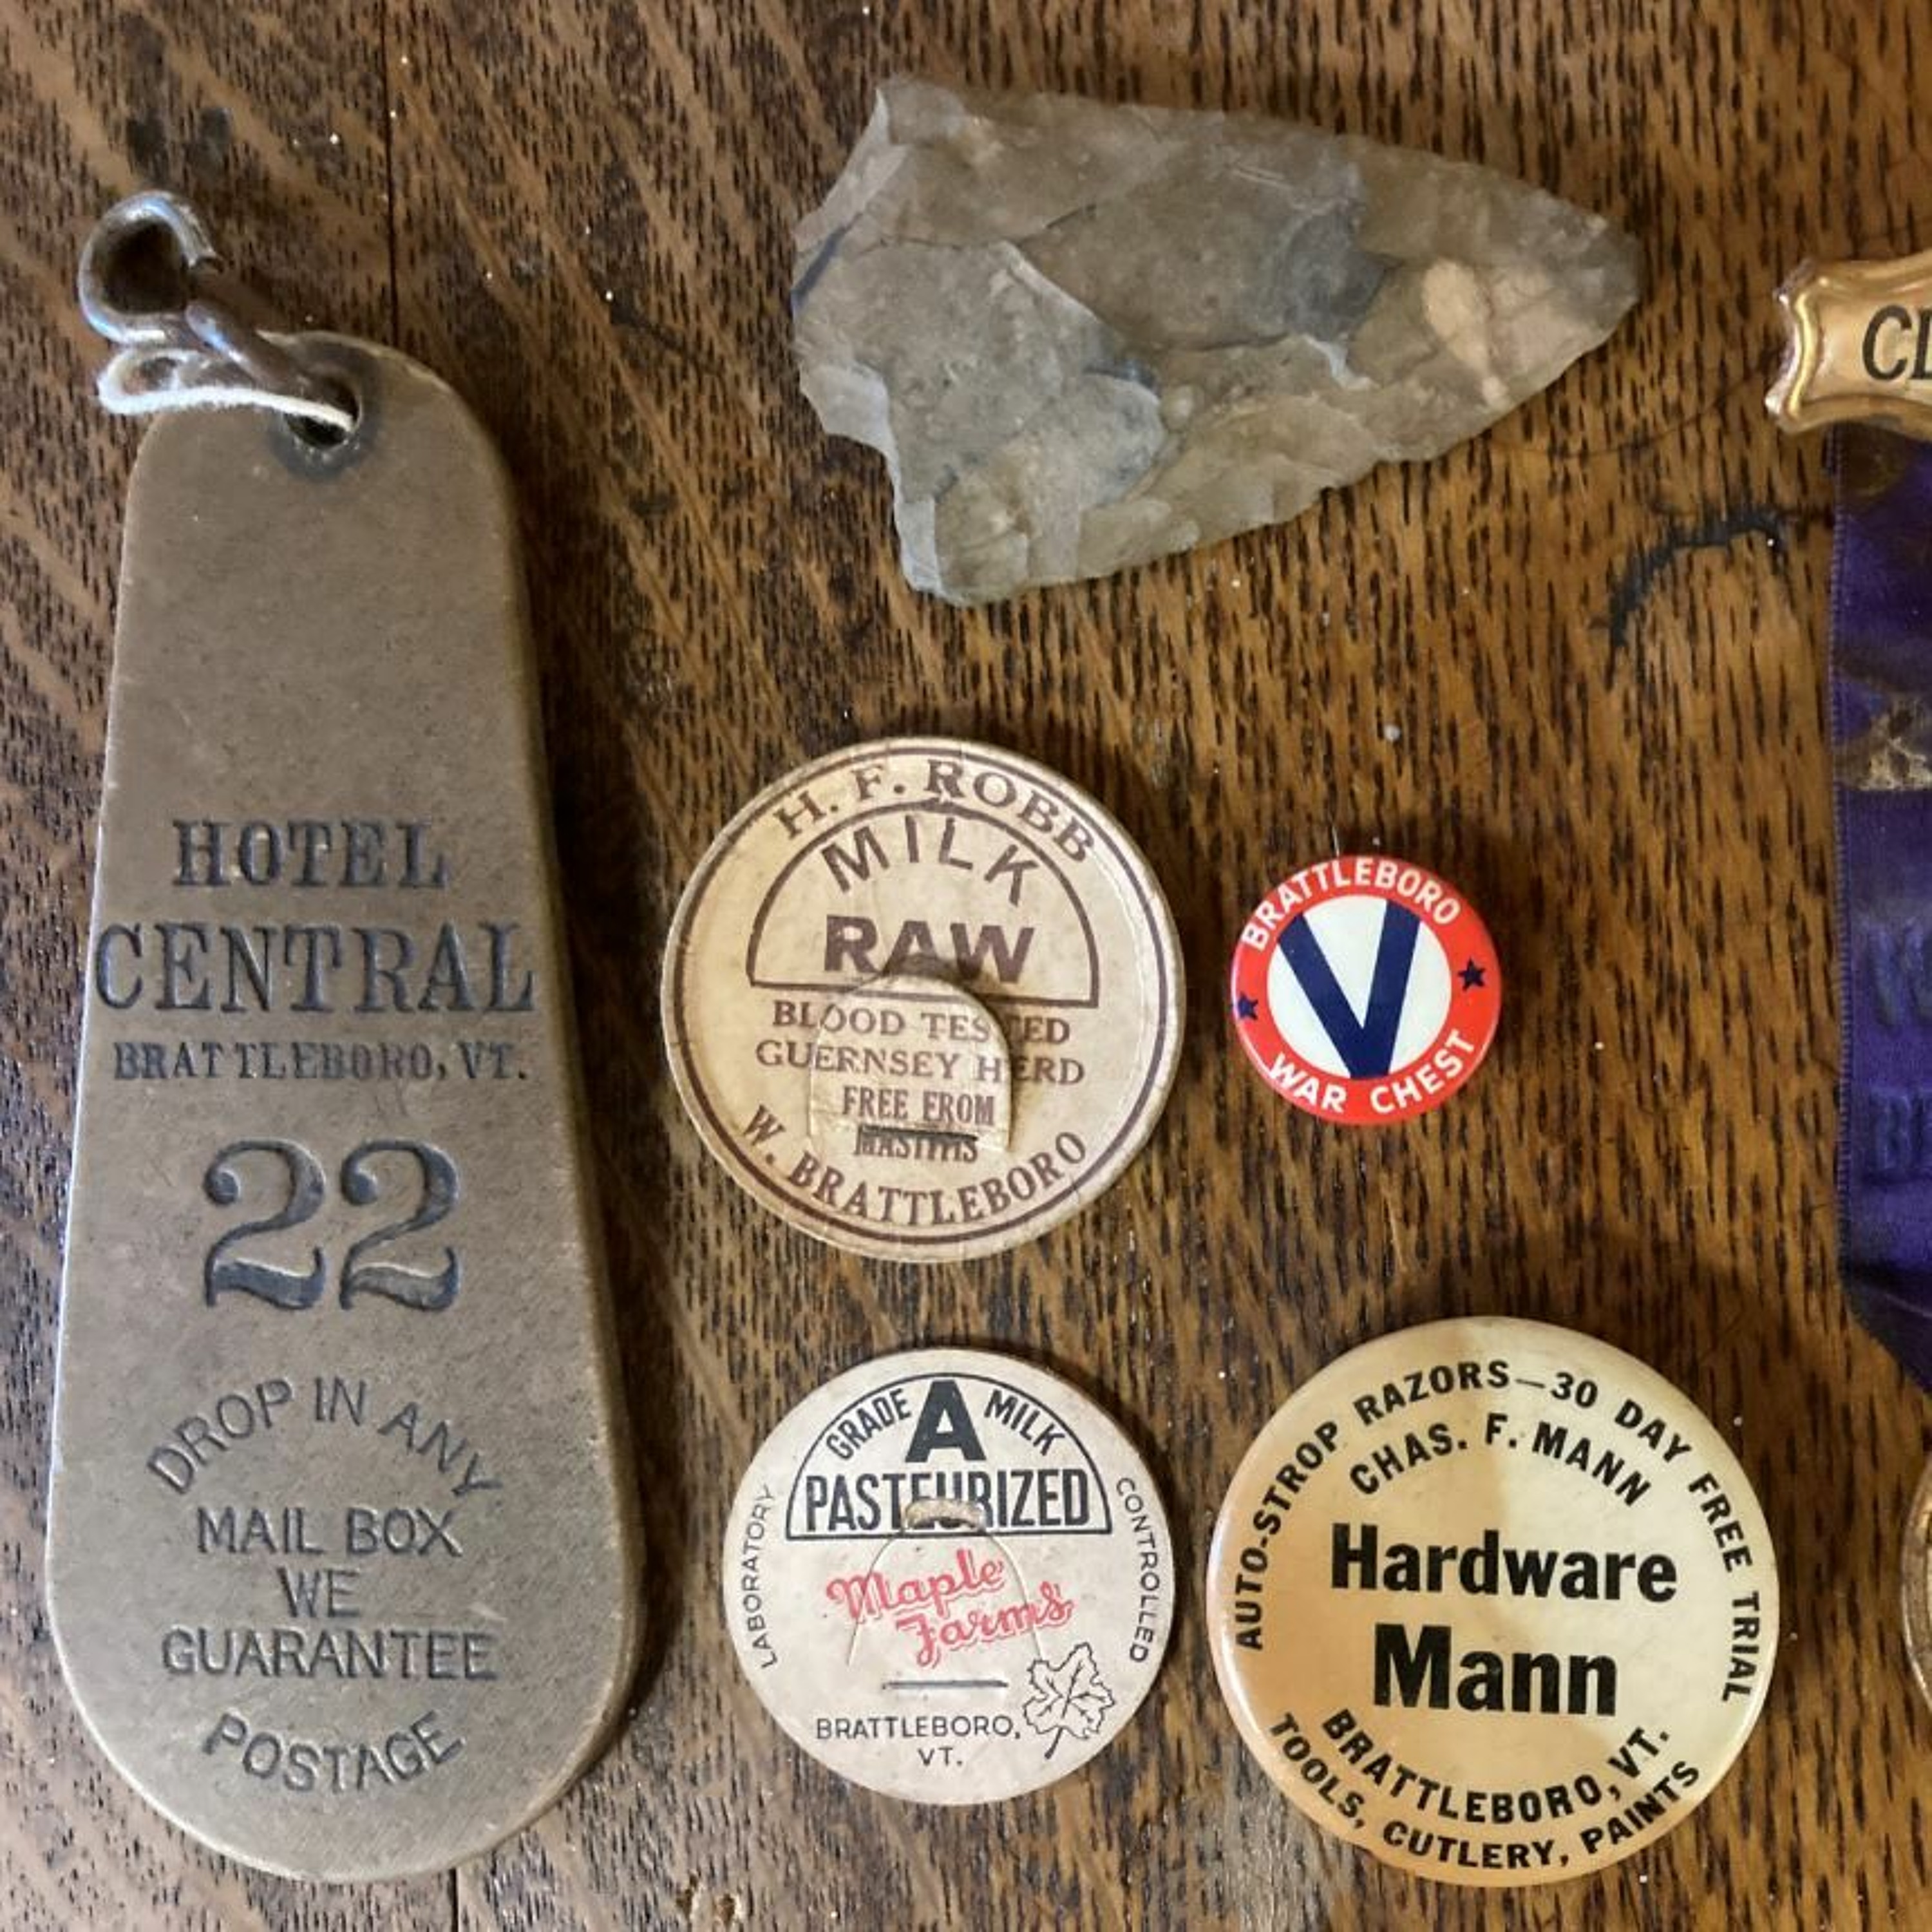 HOTEL
CENTRAL
BRATTLEBORO, VT.
22
DROP IN ANY
MAIL BOX
WE
GUARANTEE
POSTAGE
H. F. ROBB
MILK
RAW
BLOOD TESTED
GUERNSEY HERD
FREE FROM
MASTITIS
W. BRATTLEBORO
BRATTLEBORO
V
WAR CHEST
GRADE A MILK
PASTEURIZED
LABORATORY
CONTROLLED
Maple
Farms
BRATTLEBORO,
VT.
AUTO-STROP RAZORS—30 DAY FREE TRIAL
CHAS. F. MANN
Hardware
Mann
BRATTLEBORO, VT.
TOOLS, CUTLERY, PAINTS